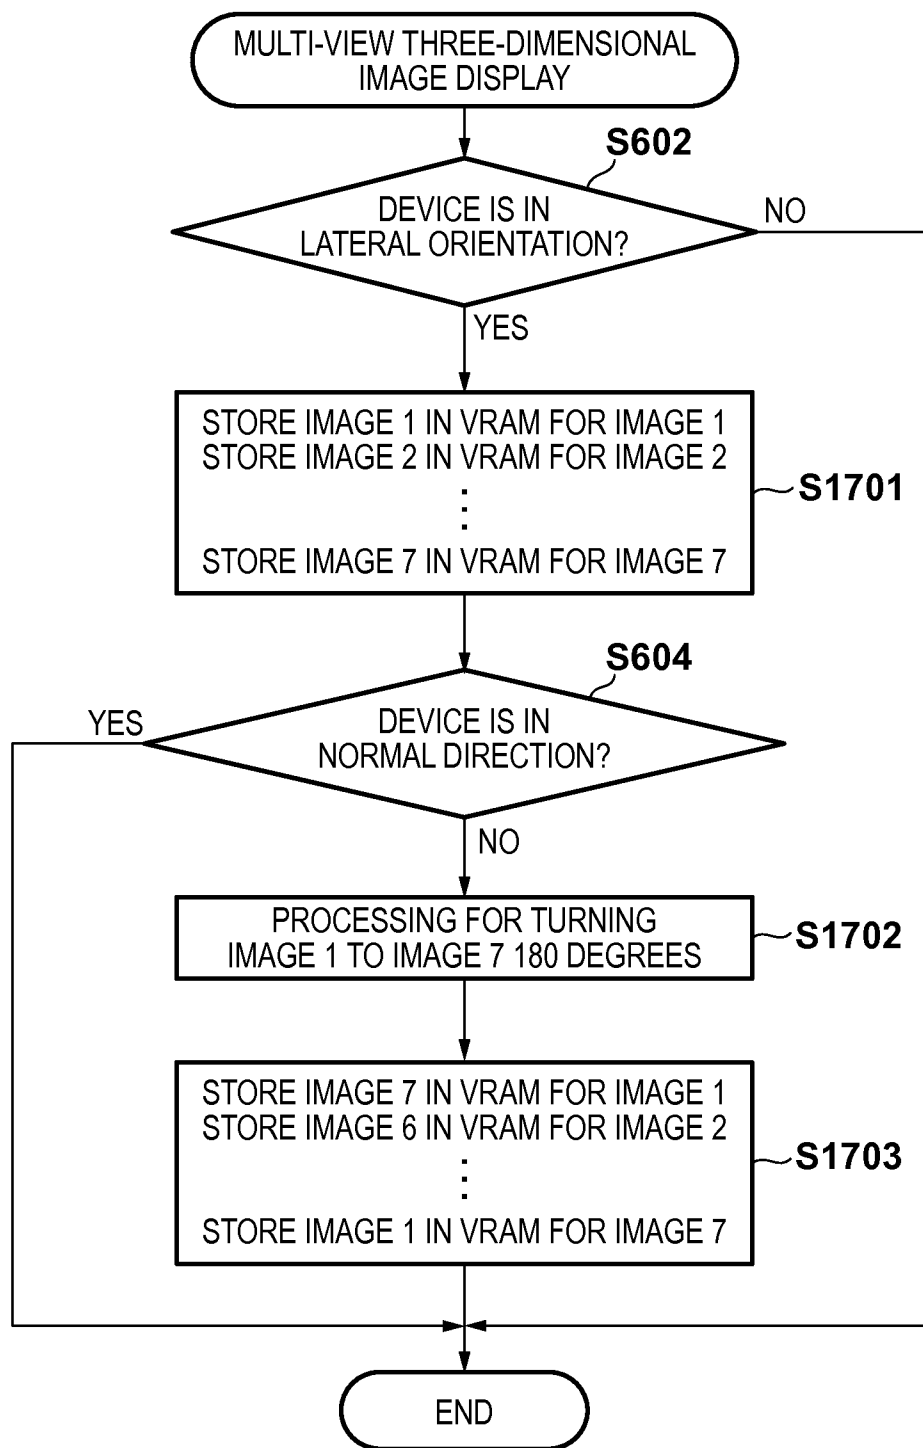 MULTI-VIEW THREE-DIMENSIONAL
IMAGE DISPLAY
S602
DEVICE IS IN
LATERAL ORIENTATION?
NO
YES
STORE IMAGE 1 IN VRAM FOR IMAGE 1
STORE IMAGE 2 IN VRAM FOR IMAGE 2
⋮
STORE IMAGE 7 IN VRAM FOR IMAGE 7
S1701
S604
YES
DEVICE IS IN
NORMAL DIRECTION?
NO
PROCESSING FOR TURNING
IMAGE 1 TO IMAGE 7 180 DEGREES
S1702
STORE IMAGE 7 IN VRAM FOR IMAGE 1
STORE IMAGE 6 IN VRAM FOR IMAGE 2
⋮
STORE IMAGE 1 IN VRAM FOR IMAGE 7
S1703
END